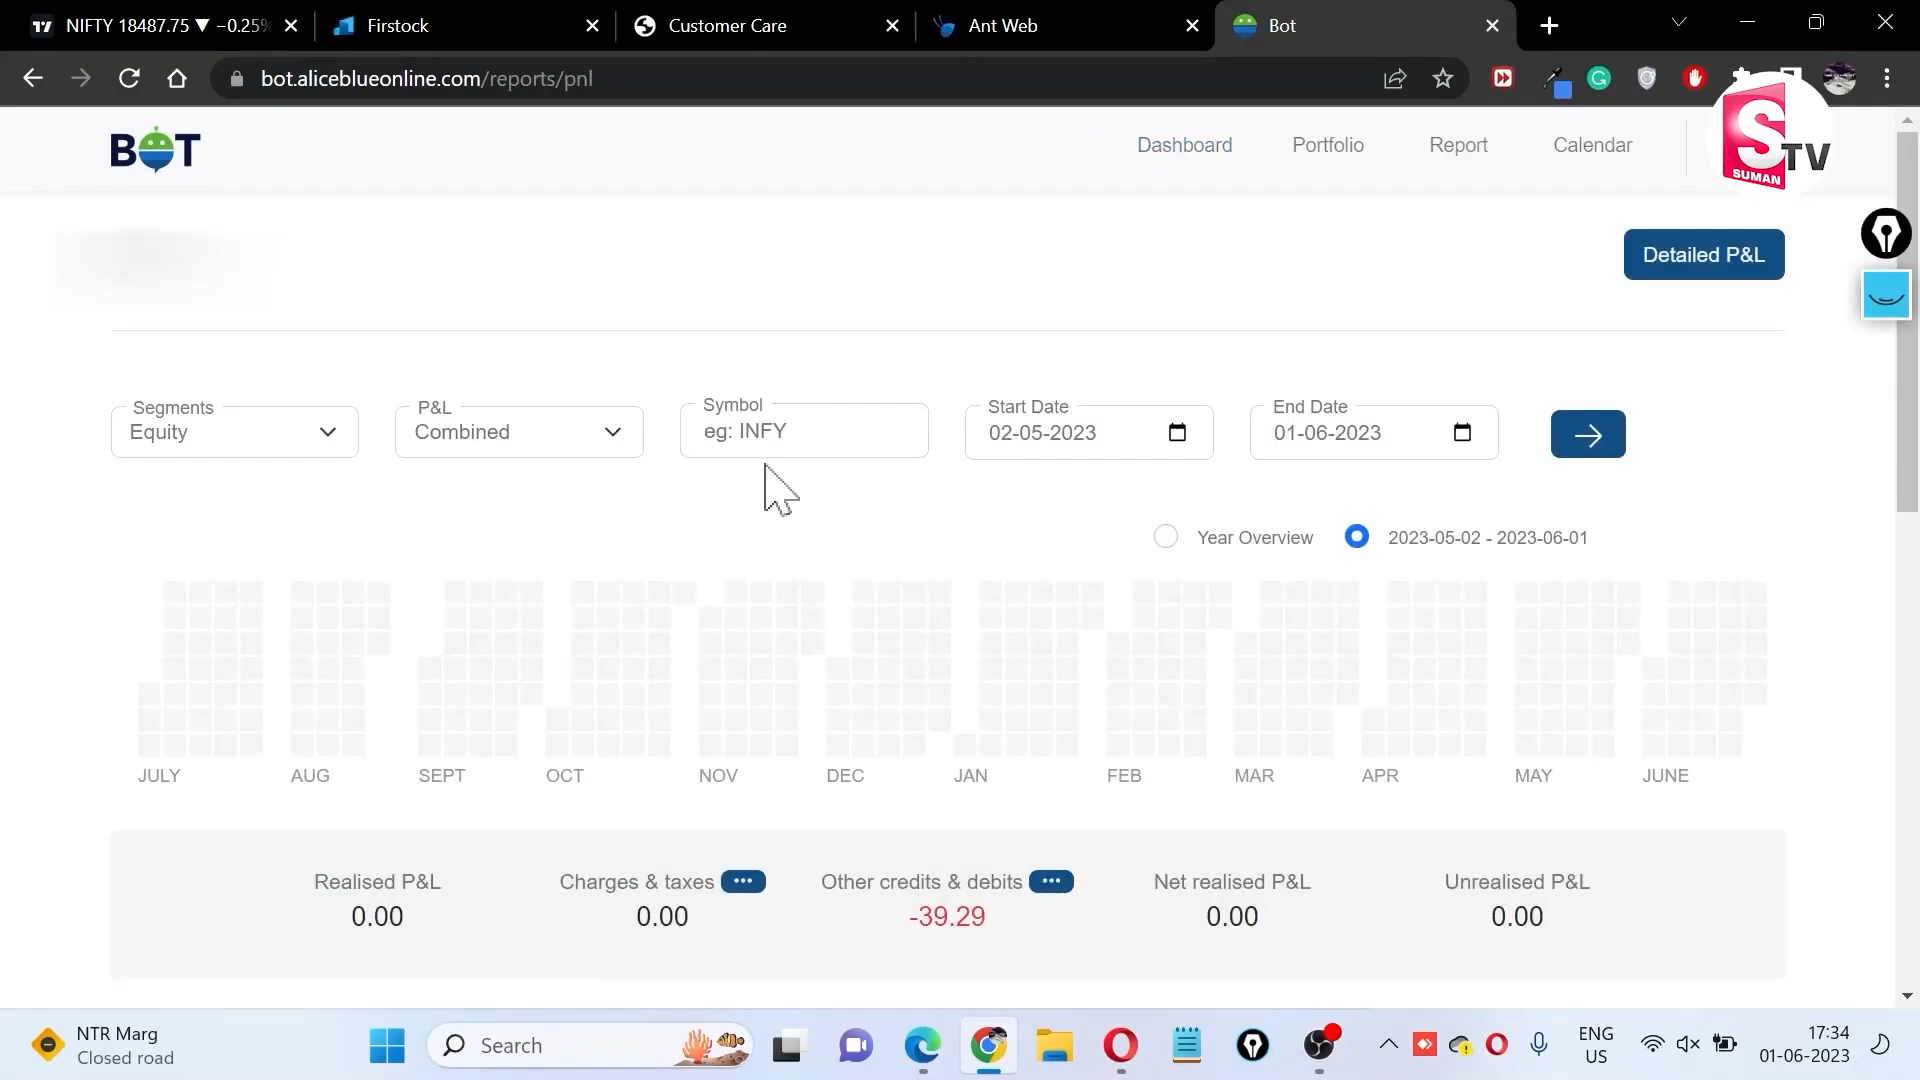 NIFTY 18487.75 ▼ −0.25%
Firstock
Customer Care
Ant Web
Bot
bot.aliceblueonline.com/reports/pnl
BOT
Dashboard
Portfolio
Report
Calendar
S
TV
SUMAN
Detailed P&L
Segments
Equity
P&L
Combined
Symbol
eg: INFY
Start Date
02-05-2023
End Date
01-06-2023
Year Overview
2023-05-02 - 2023-06-01
JULY
AUG
SEPT
OCT
NOV
DEC
JAN
FEB
MAR
APR
MAY
JUNE
Realised P&L
0.00
Charges & taxes
0.00
Other credits & debits
-39.29
Net realised P&L
0.00
Unrealised P&L
0.00
NTR Marg
Closed road
Search
ENG
US
17:34
01-06-2023